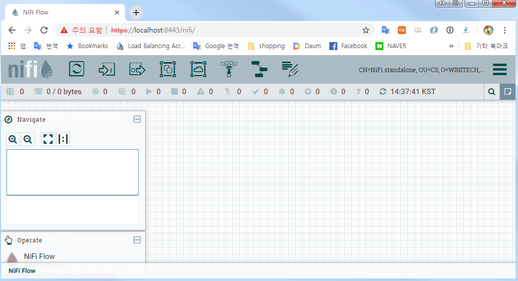 NiFi Flow
주의 요함 https://localhost:8443/nifi/
앱 번역 Bookmarks Load Balancing Acr... Google 번역 shopping Daum Facebook NAVER » 기타 북마크
nifi CN=NiFi standalone, OU=CS, O=WINITECH,...
0 0 / 0 bytes 0 0 0 0 0 0 0 0 0 0 0 14:37:41 KST
Navigate
Operate
NiFi Flow
NiFi Flow